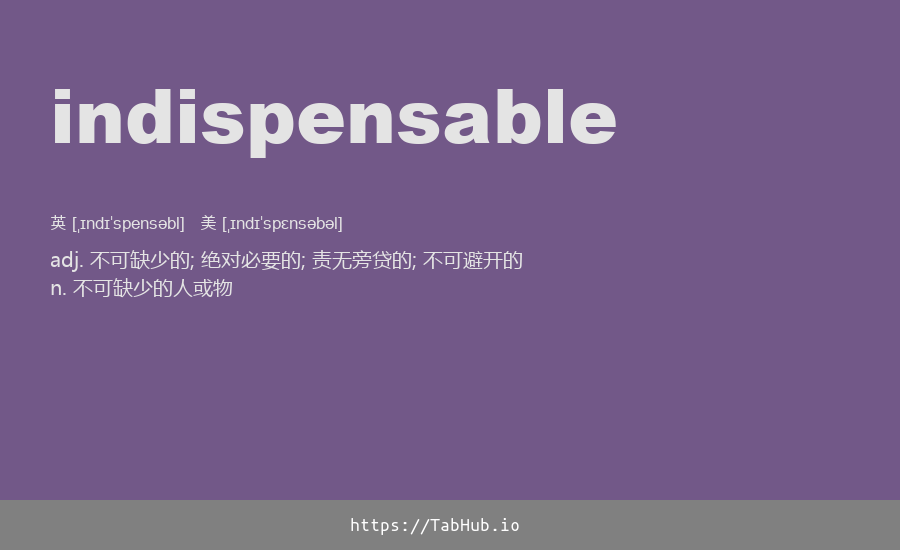 indispensable
英 [ˌɪndɪˈspensəbl] 美 [ˌɪndɪˈspɛnsəbəl]
adj. 不可缺少的; 绝对必要的; 责无旁贷的; 不可避开的
n. 不可缺少的人或物
https://TabHub.io